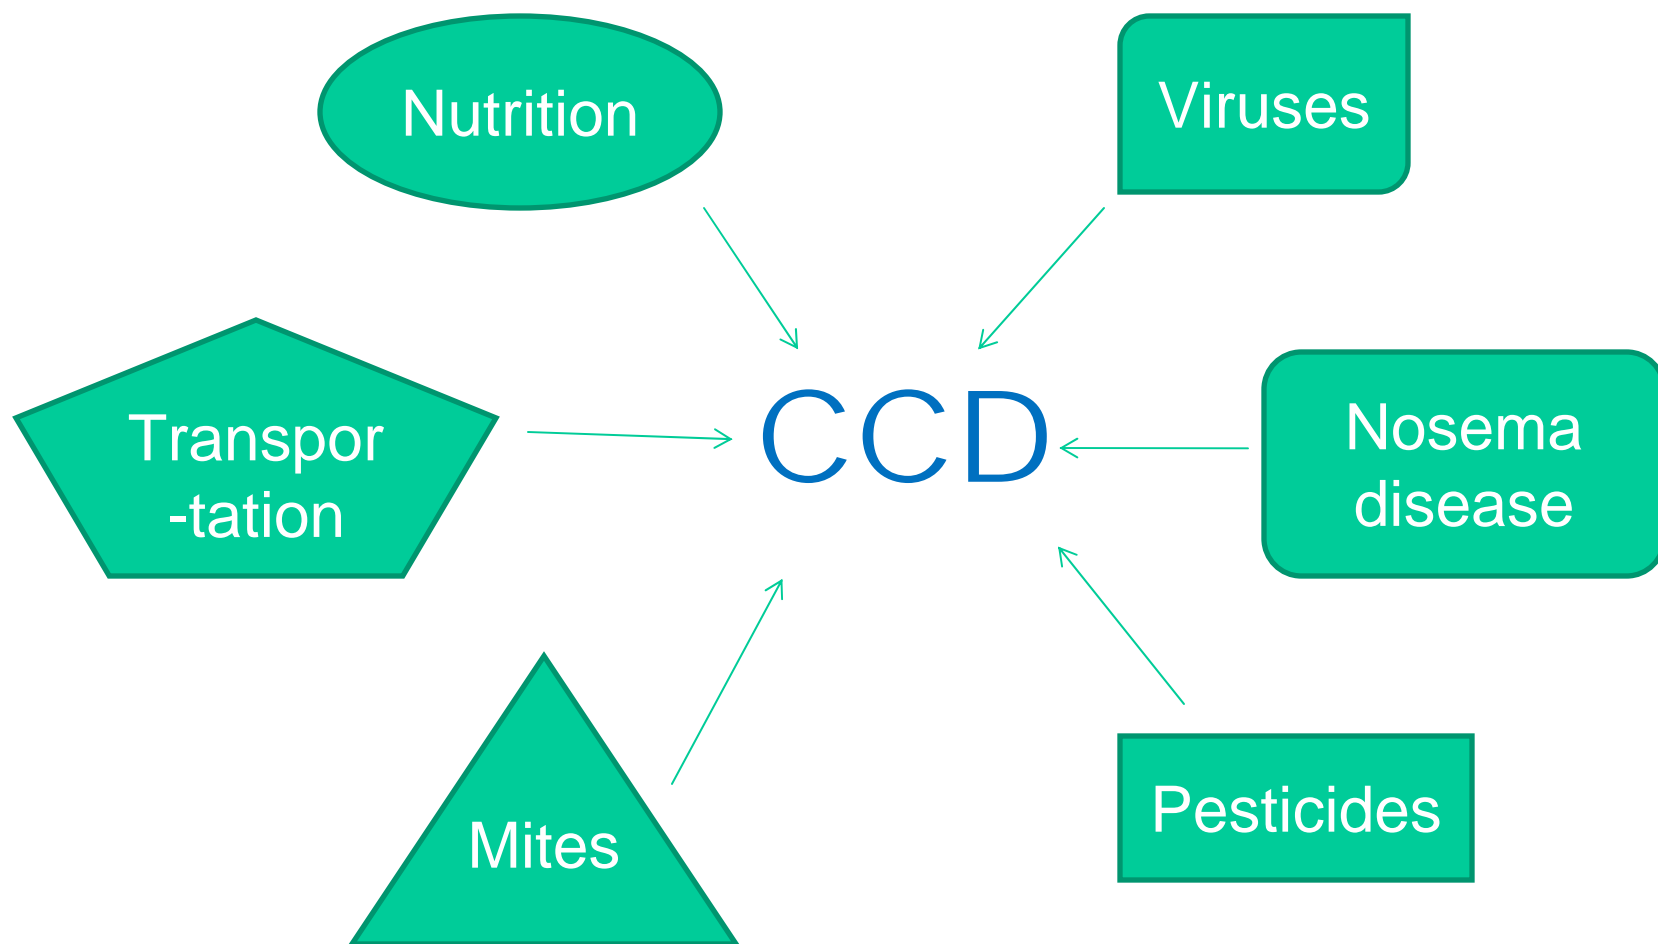 Nutrition
Viruses
Transpor
-tation
CCD
Nosema
disease
Mites
Pesticides